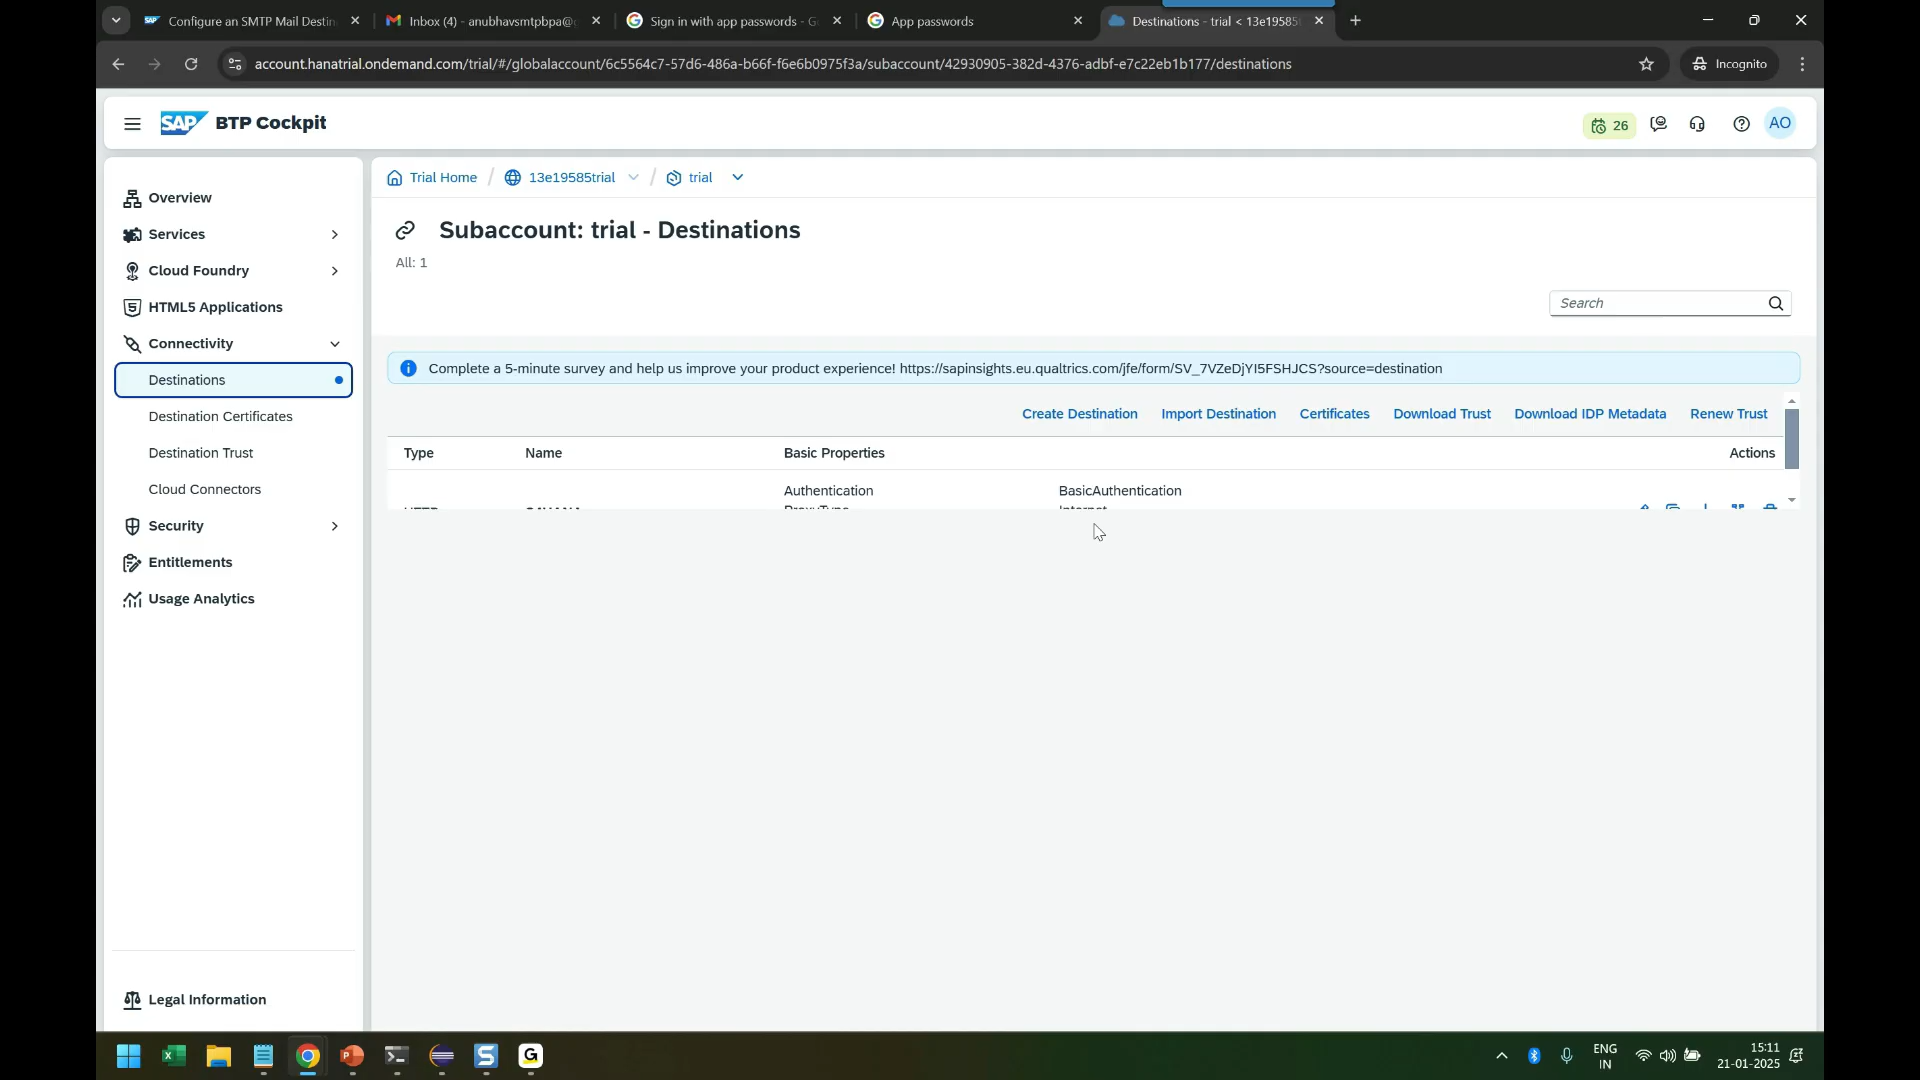 Configure an SMTP Mail Destin
Inbox (4) - anubhavsmtpbpa@
Sign in with app passwords - G
App passwords
Destinations - trial < 13e19585
account.hanatrial.ondemand.com/trial/#/globalaccount/6c5564c7-57d6-486a-b66f-f6e6b0975f3a/subaccount/42930905-382d-4376-adbf-e7c22eb1b177/destinations
Incognito
SAP BTP Cockpit
26
AO
Overview
Services
Cloud Foundry
HTML5 Applications
Connectivity
Destinations
Destination Certificates
Destination Trust
Cloud Connectors
Security
Entitlements
Usage Analytics
Legal Information
Trial Home / 13e19585trial / trial
Subaccount: trial - Destinations
All: 1
Search
Complete a 5-minute survey and help us improve your product experience! https://sapinsights.eu.qualtrics.com/jfe/form/SV_7VZeDjYI5FSHJCS?source=destination
Create Destination Import Destination Certificates Download Trust Download IDP Metadata Renew Trust
Type Name Basic Properties Actions
Authentication BasicAuthentication
ProxyType Internet
ENG
IN
15:11
21-01-2025